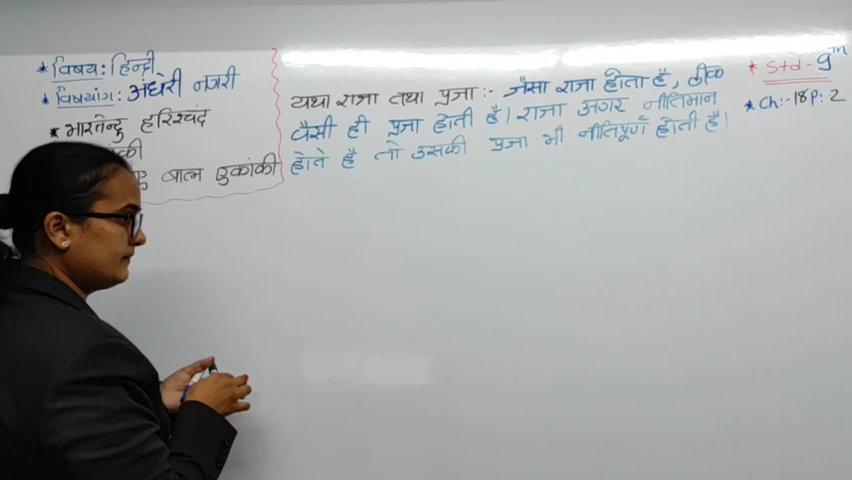 * विषय: हिन्दी
* विषयांग: अंधेरी नगरी
* भारतेन्दु हरिश्चंद
बाल एकांकी
यथा राजा तथा प्रजा :- जैसा राजा होता है, ठीक
वैसी ही प्रजा होती है। राजा अगर नीतिमान
होते है तो उसकी प्रजा भी नीतिपूर्ण होती है।
* Std - 9th
* Ch:- 18 P: 2